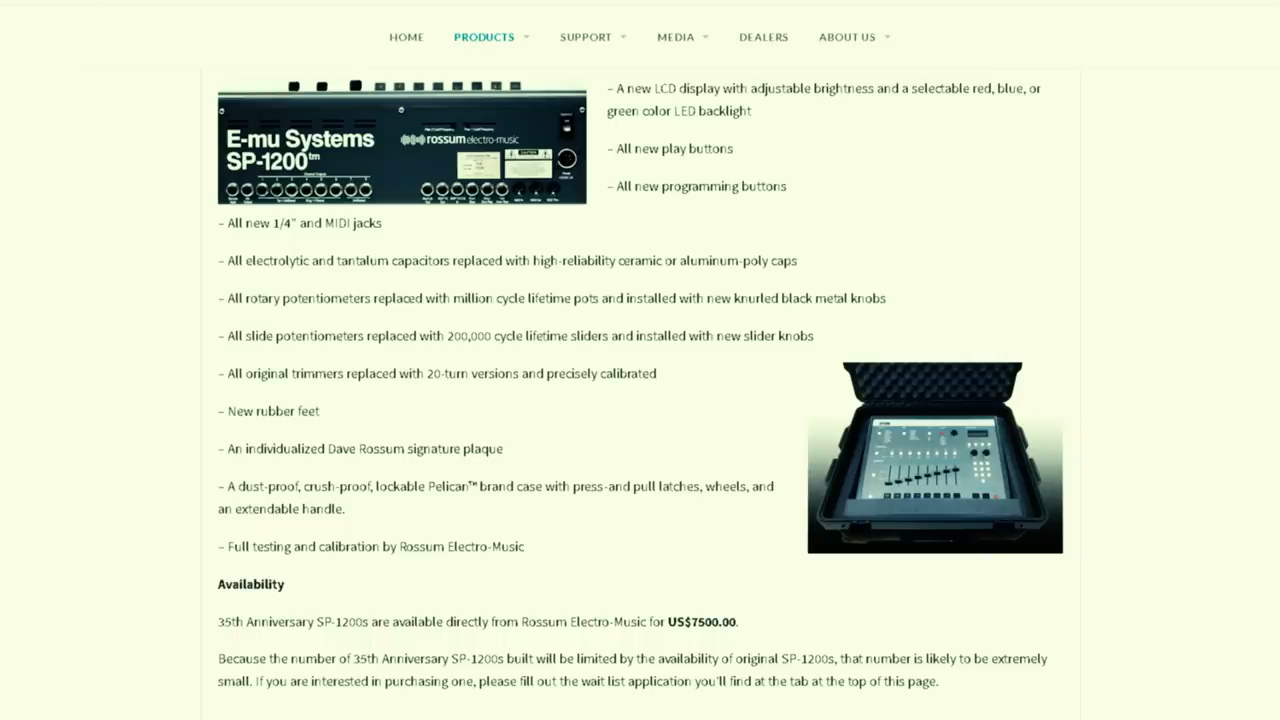 HOME PRODUCTS SUPPORT MEDIA DEALERS ABOUT US
E-mu Systems
SP-1200tm
rossum electro-music
– A new LCD display with adjustable brightness and a selectable red, blue, or
green color LED backlight
– All new play buttons
– All new programming buttons
– All new 1/4” and MIDI jacks
– All electrolytic and tantalum capacitors replaced with high-reliability ceramic or aluminum-poly caps
– All rotary potentiometers replaced with million cycle lifetime pots and installed with new knurled black metal knobs
– All slide potentiometers replaced with 200,000 cycle lifetime sliders and installed with new slider knobs
– All original trimmers replaced with 20-turn versions and precisely calibrated
– New rubber feet
– An individualized Dave Rossum signature plaque
– A dust-proof, crush-proof, lockable Pelican™ brand case with press-and pull latches, wheels, and
an extendable handle.
– Full testing and calibration by Rossum Electro-Music
Availability
35th Anniversary SP-1200s are available directly from Rossum Electro-Music for US$7500.00.
Because the number of 35th Anniversary SP-1200s built will be limited by the availability of original SP-1200s, that number is likely to be extremely
small. If you are interested in purchasing one, please fill out the wait list application you’ll find at the tab at the top of this page.